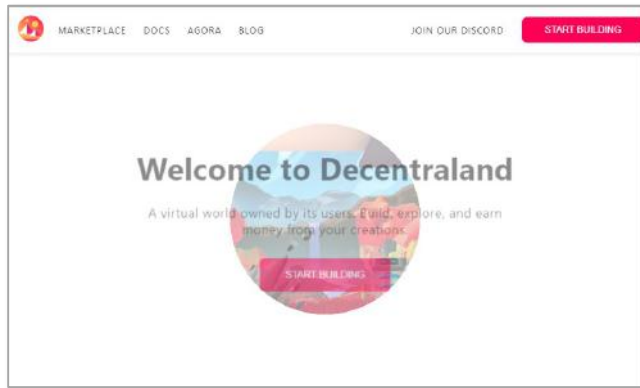 MARKETPLACE DOCS AGORA BLOG JOIN OUR DISCORD START BUILDING
Welcome to Decentraland
A virtual world owned by its users. Build, explore, and earn
money from your creations.
START BUILDING